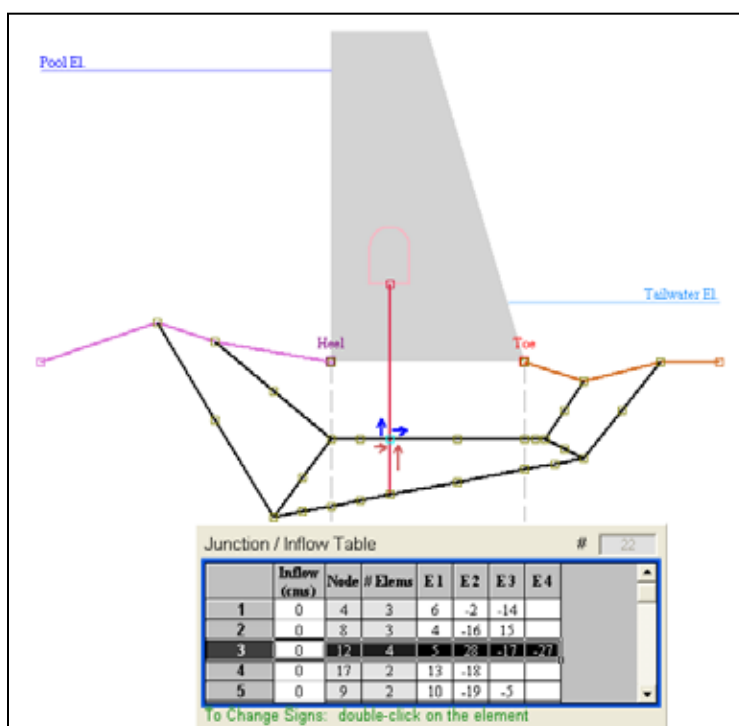 Pool El.
Tailwater El.
Heel
Toe
Junction / Inflow Table # 22
Inflow (cms) Node # Elems E 1 E 2 E 3 E 4
1 0 4 3 6 -2 -14
2 0 8 3 4 -16 15
3 0 12 4 5 28 -17 -27
4 0 17 2 13 -18
5 0 9 2 10 -19 -5
To Change Signs: double-click on the element